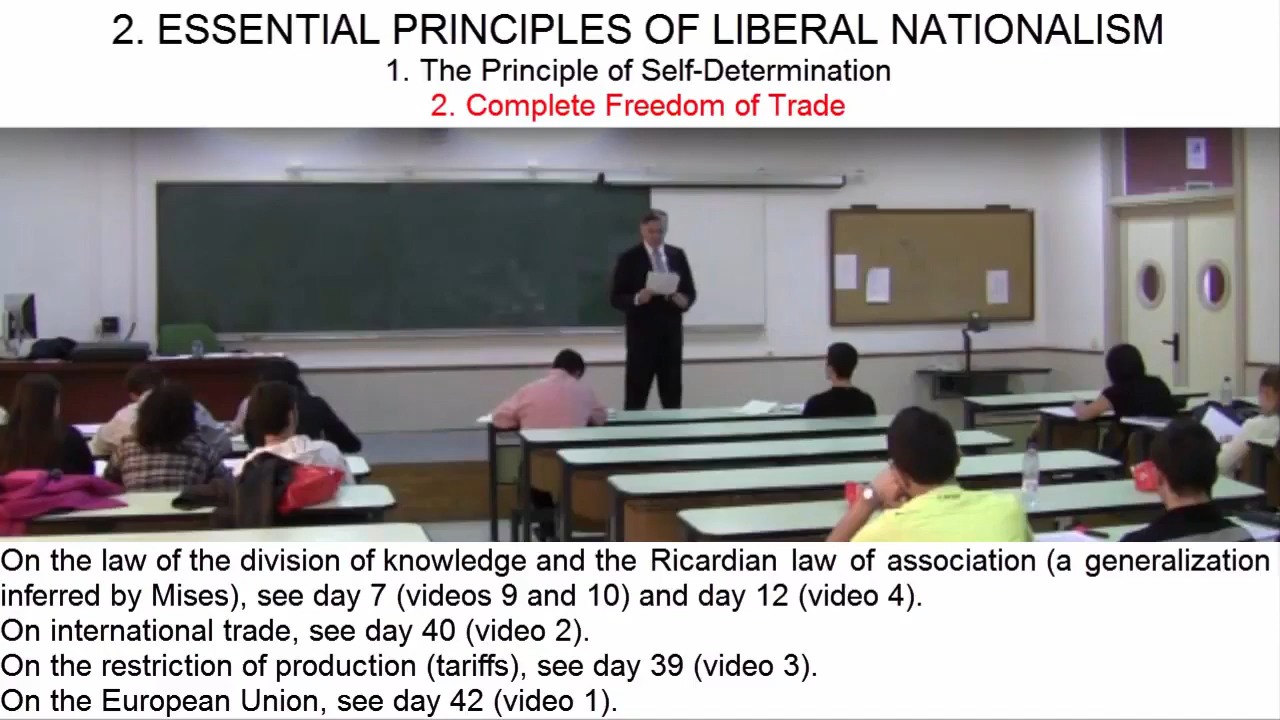 2. ESSENTIAL PRINCIPLES OF LIBERAL NATIONALISM
1. The Principle of Self-Determination
2. Complete Freedom of Trade
On the law of the division of knowledge and the Ricardian law of association (a generalization
inferred by Mises), see day 7 (videos 9 and 10) and day 12 (video 4).
On international trade, see day 40 (video 2).
On the restriction of production (tariffs), see day 39 (video 3).
On the European Union, see day 42 (video 1).